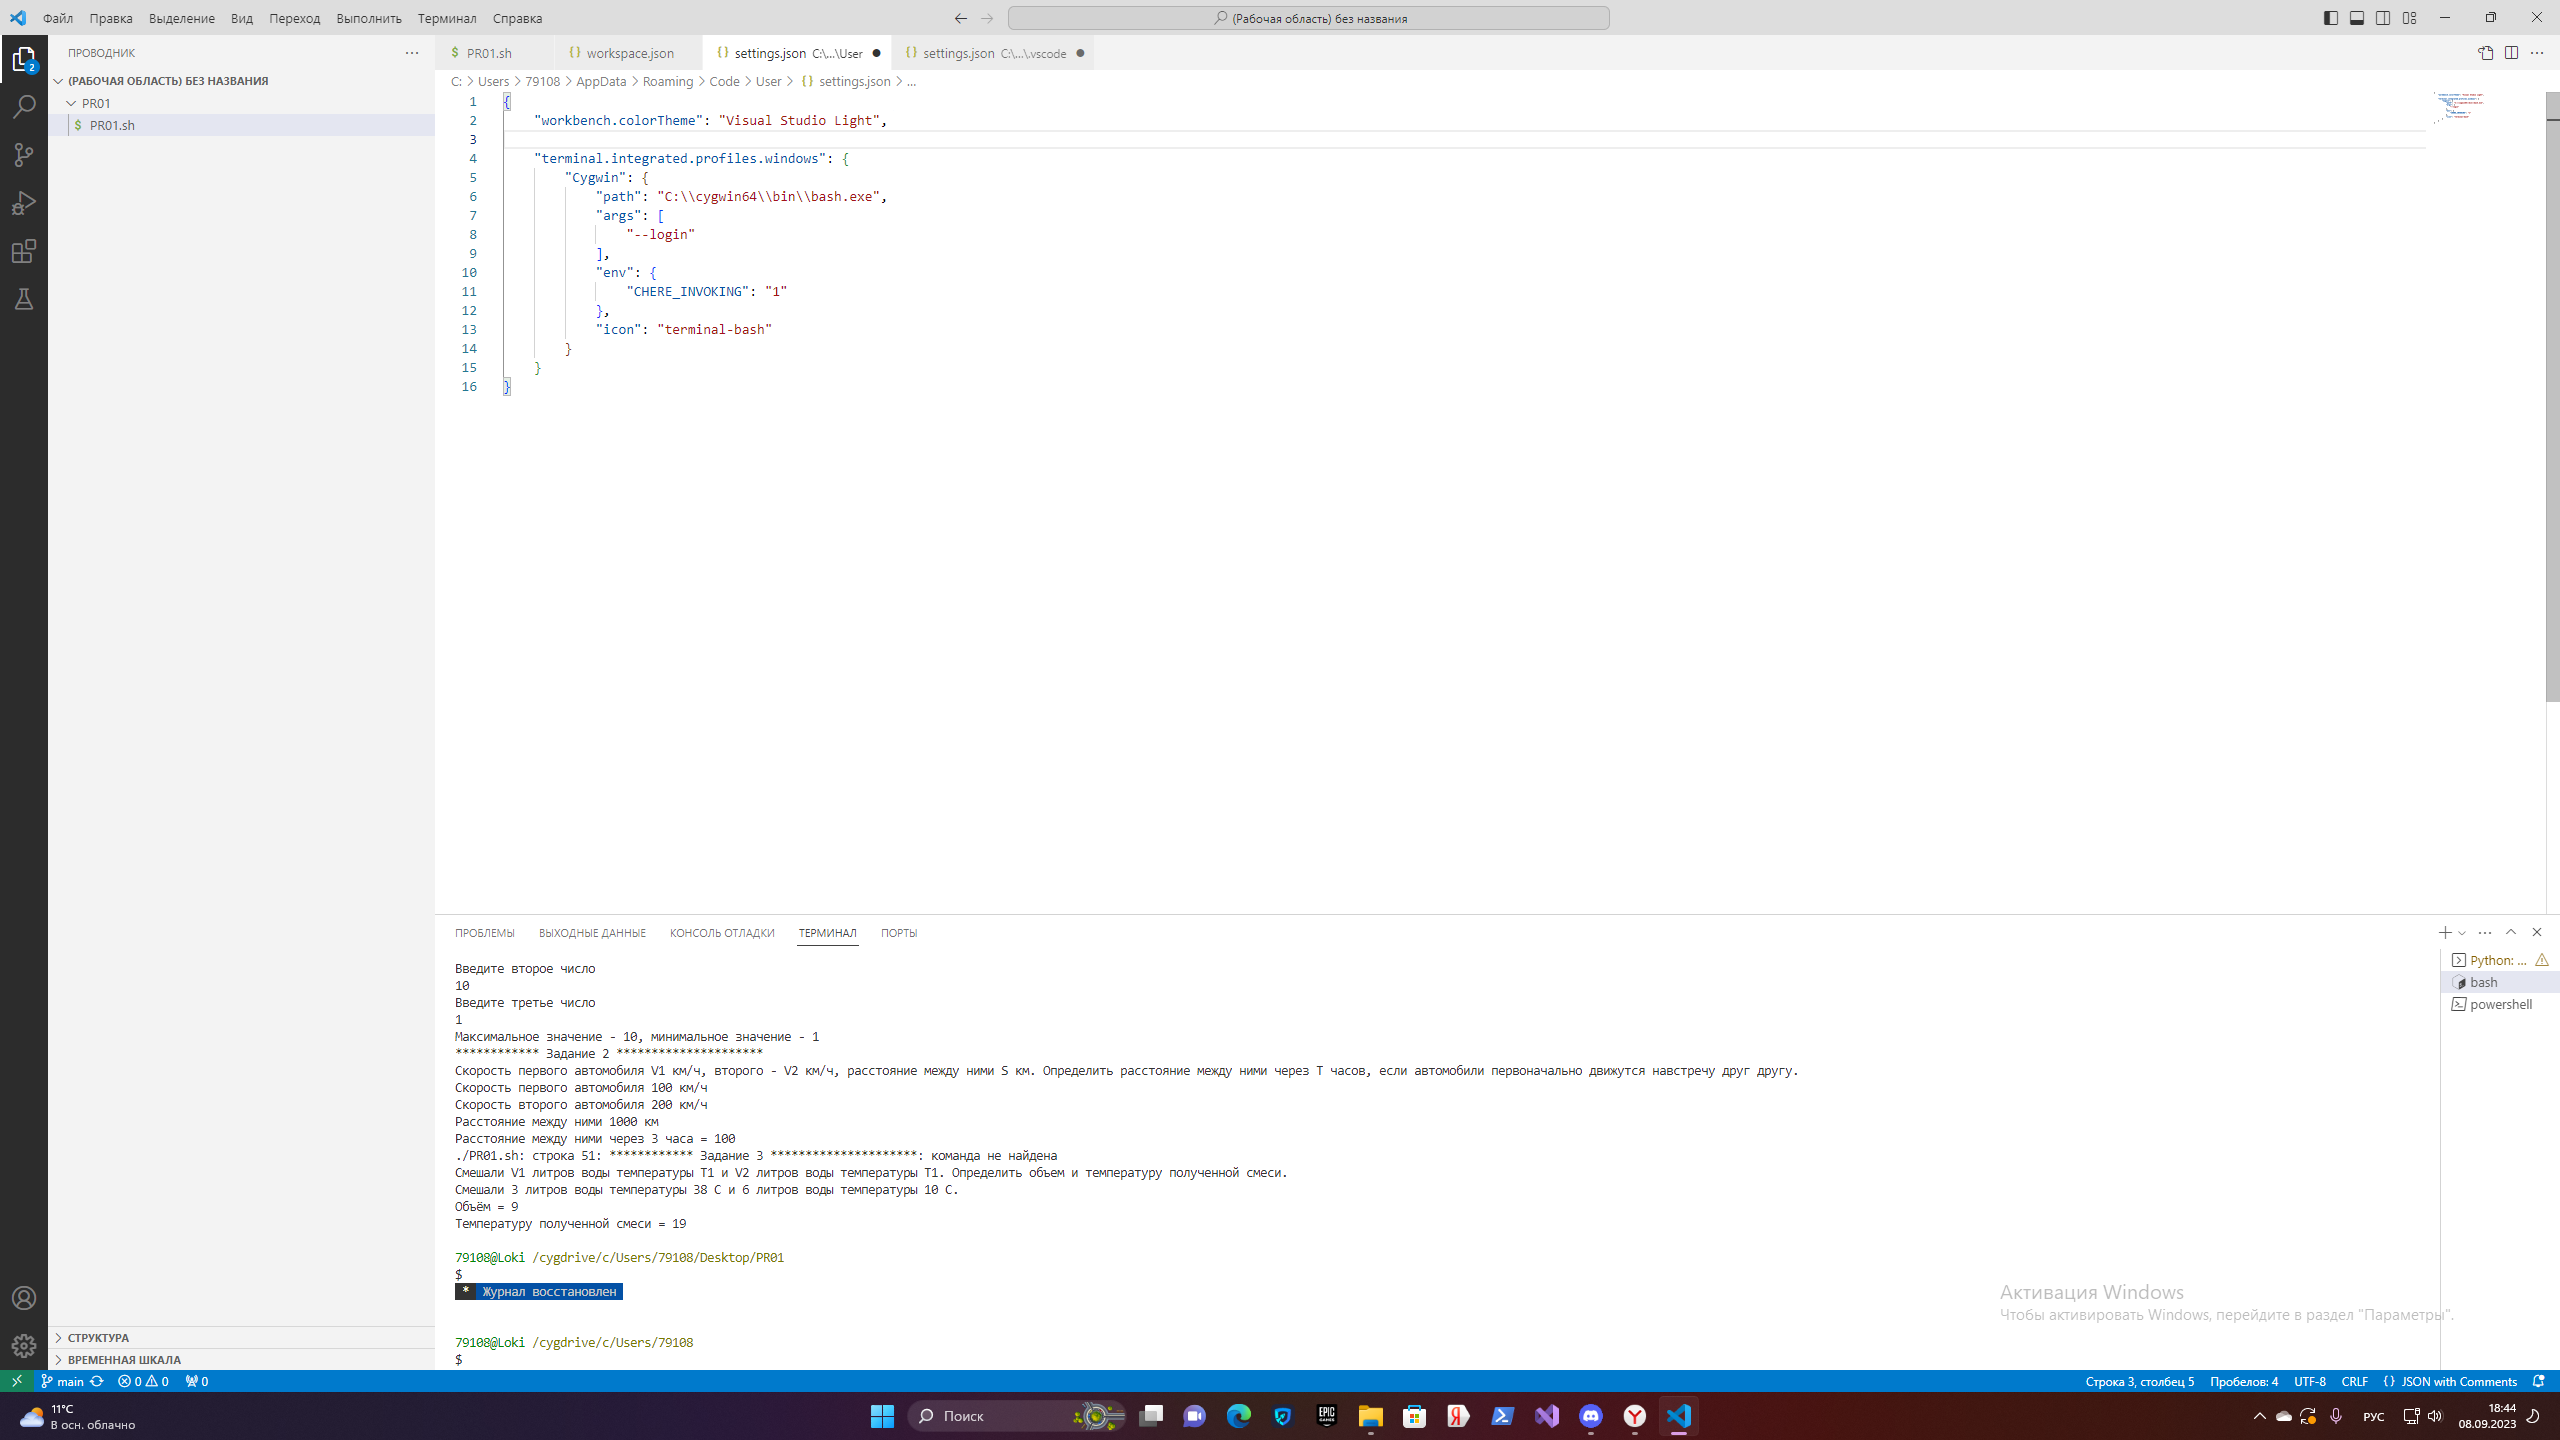 Файл Правка Выделение Вид Переход Выполнить Терминал Справка
(Рабочая область) без названия
ПРОВОДНИК
PR01.sh
workspace.json
settings.json C:\...\User
settings.json C:\...\.vscode
(РАБОЧАЯ ОБЛАСТЬ) БЕЗ НАЗВАНИЯ
PR01
PR01.sh
2
C: > Users > 79108 > AppData > Roaming > Code > User > {} settings.json > ...
1 {
2 "workbench.colorTheme": "Visual Studio Light",
3
4 "terminal.integrated.profiles.windows": {
5 "Cygwin": {
6 "path": "C:\\cygwin64\\bin\\bash.exe",
7 "args": [
8 "--login"
9 ],
10 "env": {
11 "CHERE_INVOKING": "1"
12 },
13 "icon": "terminal-bash"
14 }
15 }
16 }
ПРОБЛЕМЫ ВЫХОДНЫЕ ДАННЫЕ КОНСОЛЬ ОТЛАДКИ ТЕРМИНАЛ ПОРТЫ
Введите второе число
10
Введите третье число
1
Максимальное значение - 10, минимальное значение - 1
************ Задание 2 *********************
Скорость первого автомобиля V1 км/ч, второго - V2 км/ч, расстояние между ними S км. Определить расстояние между ними через T часов, если автомобили первоначально движутся навстречу друг другу.
Скорость первого автомобиля 100 км/ч
Скорость второго автомобиля 200 км/ч
Расстояние между ними 1000 км
Расстояние между ними через 3 часа = 100
./PR01.sh: строка 51: ************ Задание 3 *********************: команда не найдена
Смешали V1 литров воды температуры T1 и V2 литров воды температуры T1. Определить объем и температуру полученной смеси.
Смешали 3 литров воды температуры 38 С и 6 литров воды температуры 10 С.
Объём = 9
Температуру полученной смеси = 19
79108@Loki /cygdrive/c/Users/79108/Desktop/PR01
$
* Журнал восстановлен
79108@Loki /cygdrive/c/Users/79108
$
Python: ...
bash
powershell
Активация Windows
Чтобы активировать Windows, перейдите в раздел "Параметры".
СТРУКТУРА
ВРЕМЕННАЯ ШКАЛА
main 0 0 0
Строка 3, столбец 5 Пробелов: 4 UTF-8 CRLF {} JSON with Comments
11°C
В осн. облачно
Поиск
EPIC GAMES
Я
РУС
18:44
08.09.2023